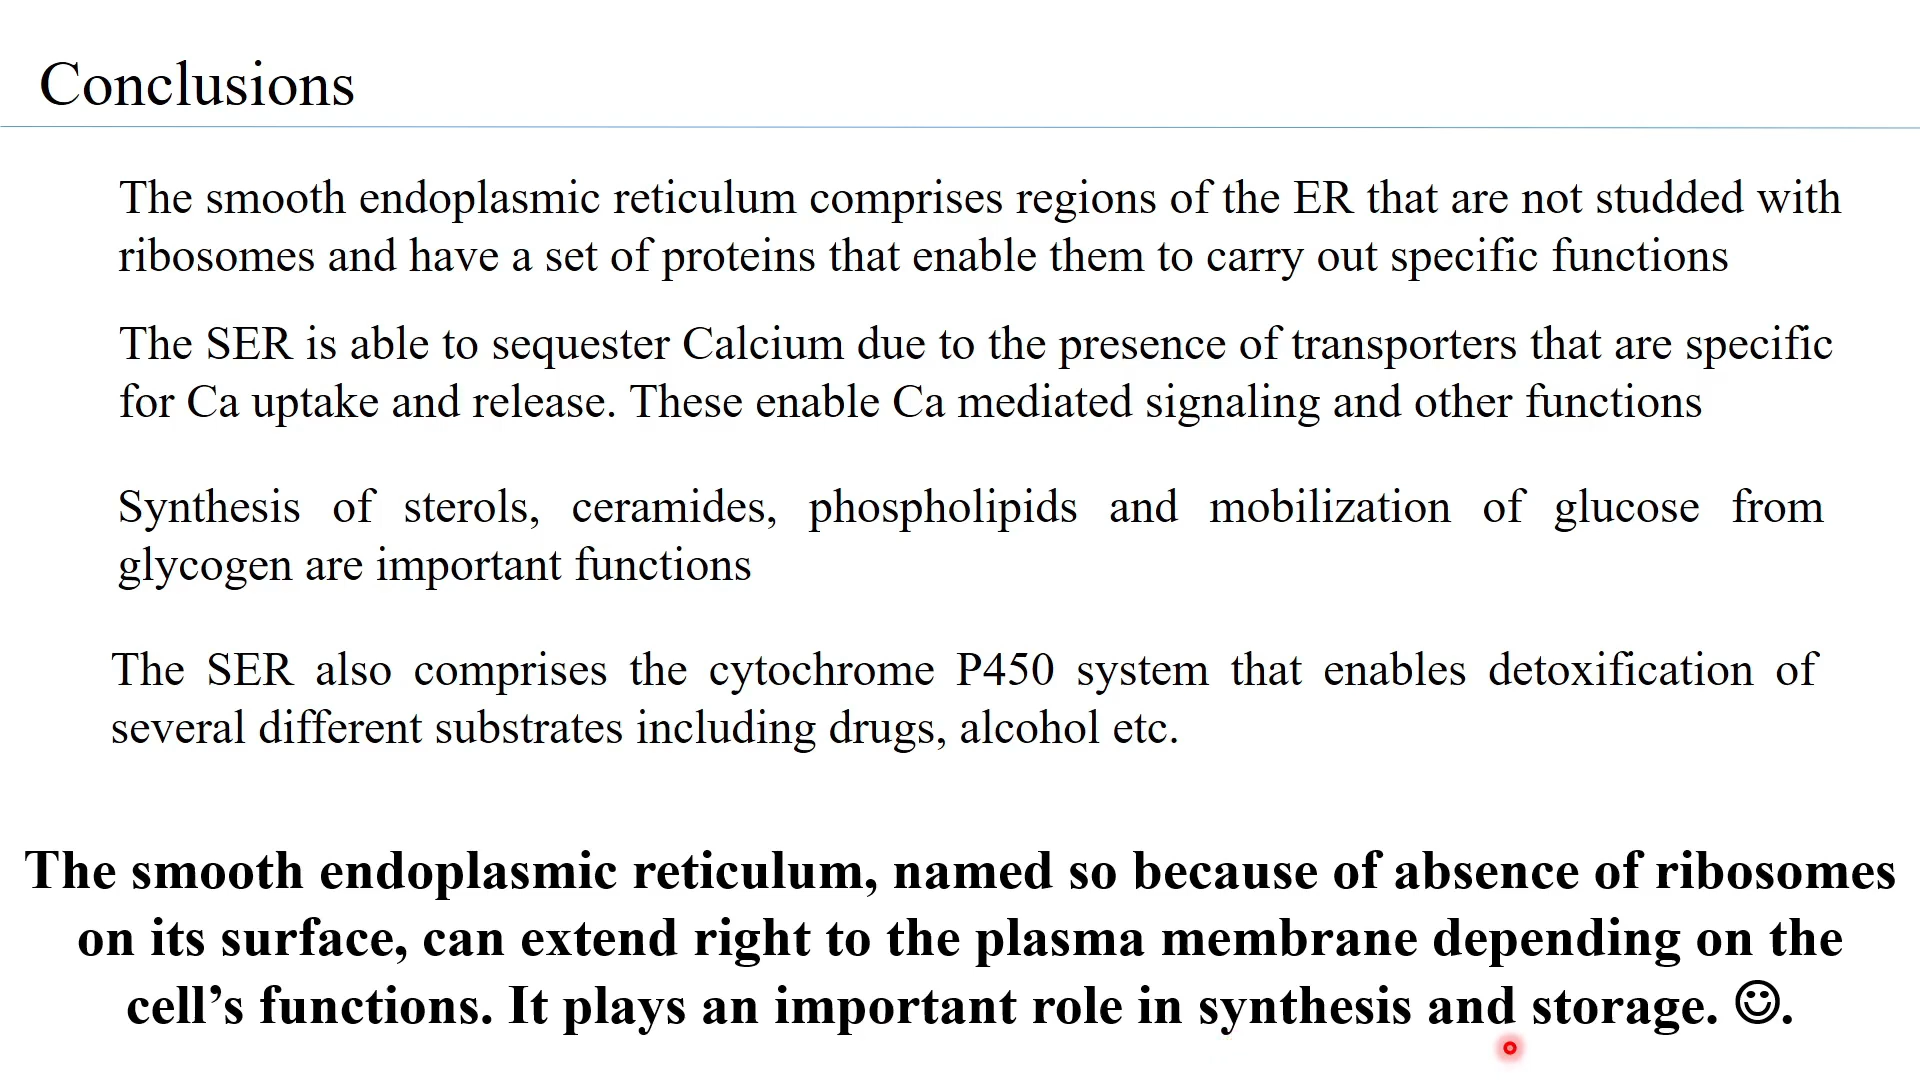 Conclusions
The smooth endoplasmic reticulum comprises regions of the ER that are not studded with
ribosomes and have a set of proteins that enable them to carry out specific functions
The SER is able to sequester Calcium due to the presence of transporters that are specific
for Ca uptake and release. These enable Ca mediated signaling and other functions
Synthesis of sterols, ceramides, phospholipids and mobilization of glucose from
glycogen are important functions
The SER also comprises the cytochrome P450 system that enables detoxification of
several different substrates including drugs, alcohol etc.
The smooth endoplasmic reticulum, named so because of absence of ribosomes
on its surface, can extend right to the plasma membrane depending on the
cell’s functions. It plays an important role in synthesis and storage. ☺.